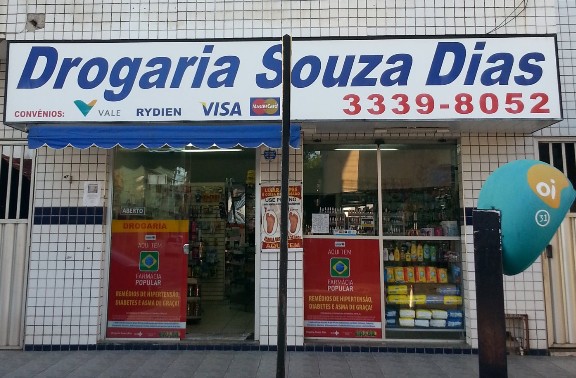 Drogaria Souza Dias
CONVÊNIOS: VALE RYDIEN VISA MasterCard
3339-8052
oi
31
ABERTO
DROGARIA
AQUI TEM
FARMÁCIA
POPULAR
REMÉDIOS DE HIPERTENSÃO,
DIABETES E ASMA DE GRAÇA!
USE
AQUI TEM
FARMÁCIA
POPULAR
REMÉDIOS DE HIPERTENSÃO,
DIABETES E ASMA DE GRAÇA!